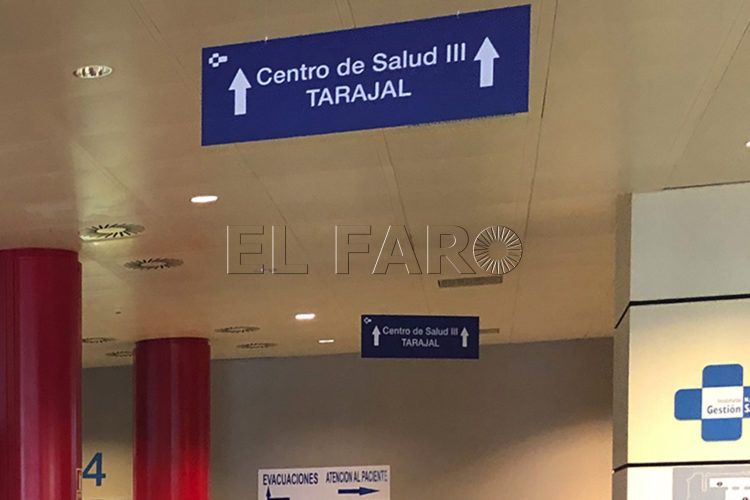 Centro de Salud III
TARAJAL
EL FARO
Centro de Salud III
TARAJAL
Gestión
4
EVACUACIONES ATENCION AL PACIENTE